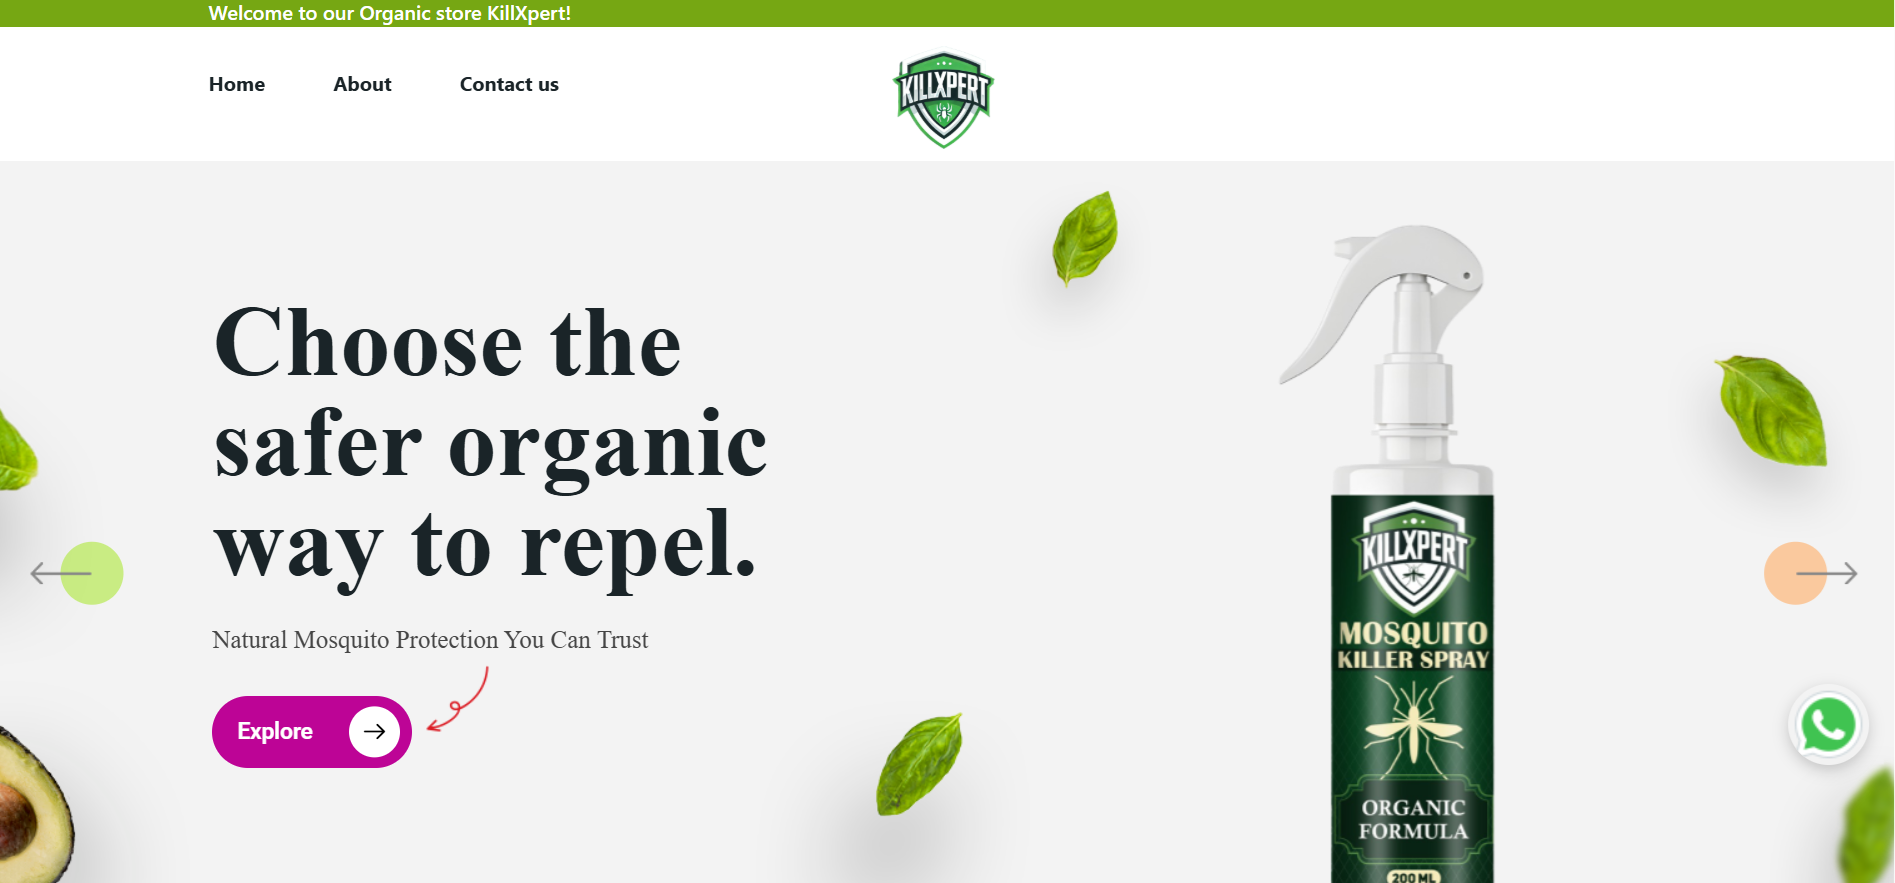 Welcome to our Organic store KillXpert!
Home
About
Contact us
KILLXPERT
Choose the
safer organic
way to repel.
Natural Mosquito Protection You Can Trust
Explore
KILLXPERT
MOSQUITO
KILLER SPRAY
ORGANIC
FORMULA
200 ML